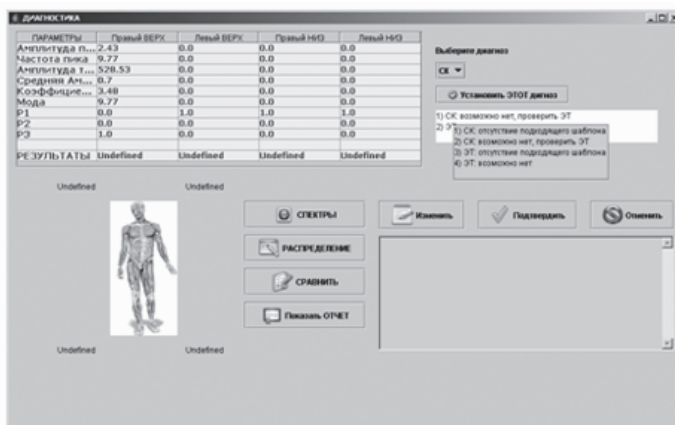 ДИАГНОСТИКА
ПАРАМЕТРЫ Правый ВЕРХ Левый ВЕРХ Правый НИЗ Левый НИЗ
Амплитуда п... 2.43 0.0 0.0 0.0
Частота пика 9.77 0.0 0.0 0.0
Амплитуда т... 528.53 0.0 0.0 0.0
Средняя Ам... 0.7 0.0 0.0 0.0
Коэффицие... 3.48 0.0 0.0 0.0
Мода 9.77 0.0 0.0 0.0
P1 0.0 1.0 1.0 1.0
P2 0.0 0.0 0.0 0.0
P3 1.0 0.0 0.0 0.0
РЕЗУЛЬТАТЫ Undefined Undefined Undefined Undefined
Выберите диагноз
СК
Установить ЭТОТ диагноз
1) СК: возможно нет, проверить ЭТ
2) ЭТ
1) СК: отсутствие подходящего шаблона
2) СК: возможно нет, проверить ЭТ
3) ЭТ: отсутствие подходящего шаблона
4) ЭТ: возможно нет
Undefined Undefined
СПЕКТРЫ
РАСПРЕДЕЛЕНИЕ
СРАВНИТЬ
Показать ОТЧЕТ
Изменить Подтвердить Отменить
Undefined Undefined